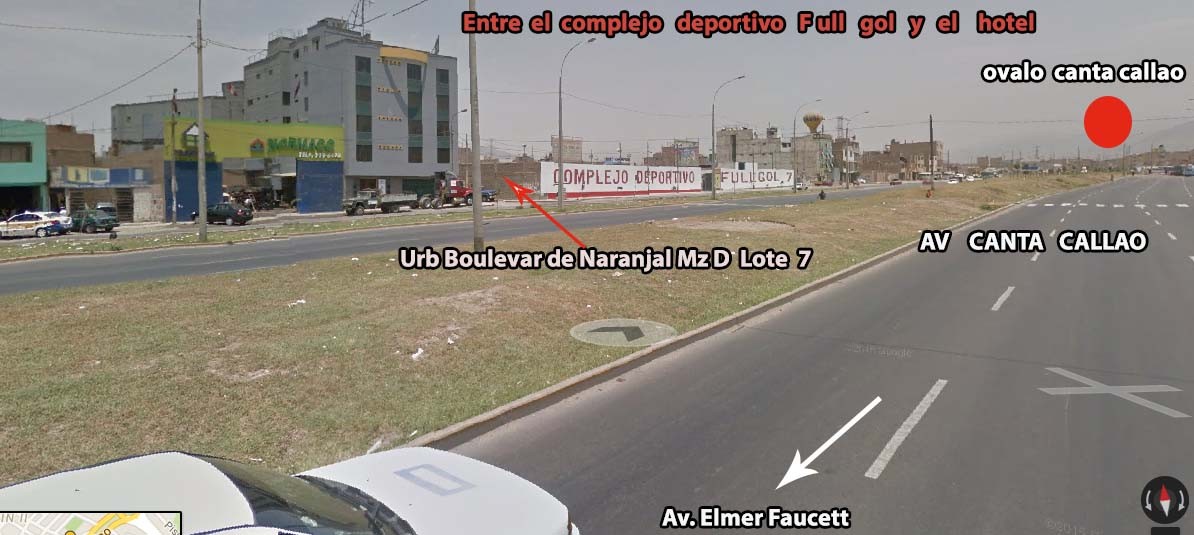 Entre el complejo deportivo Full gol y el hotel
ovalo canta callao
COMPLEJO DEPORTIVO FULLGOL 7
Urb Boulevar de Naranjal Mz D Lote 7
AV CANTA CALLAO
Av. Elmer Faucett